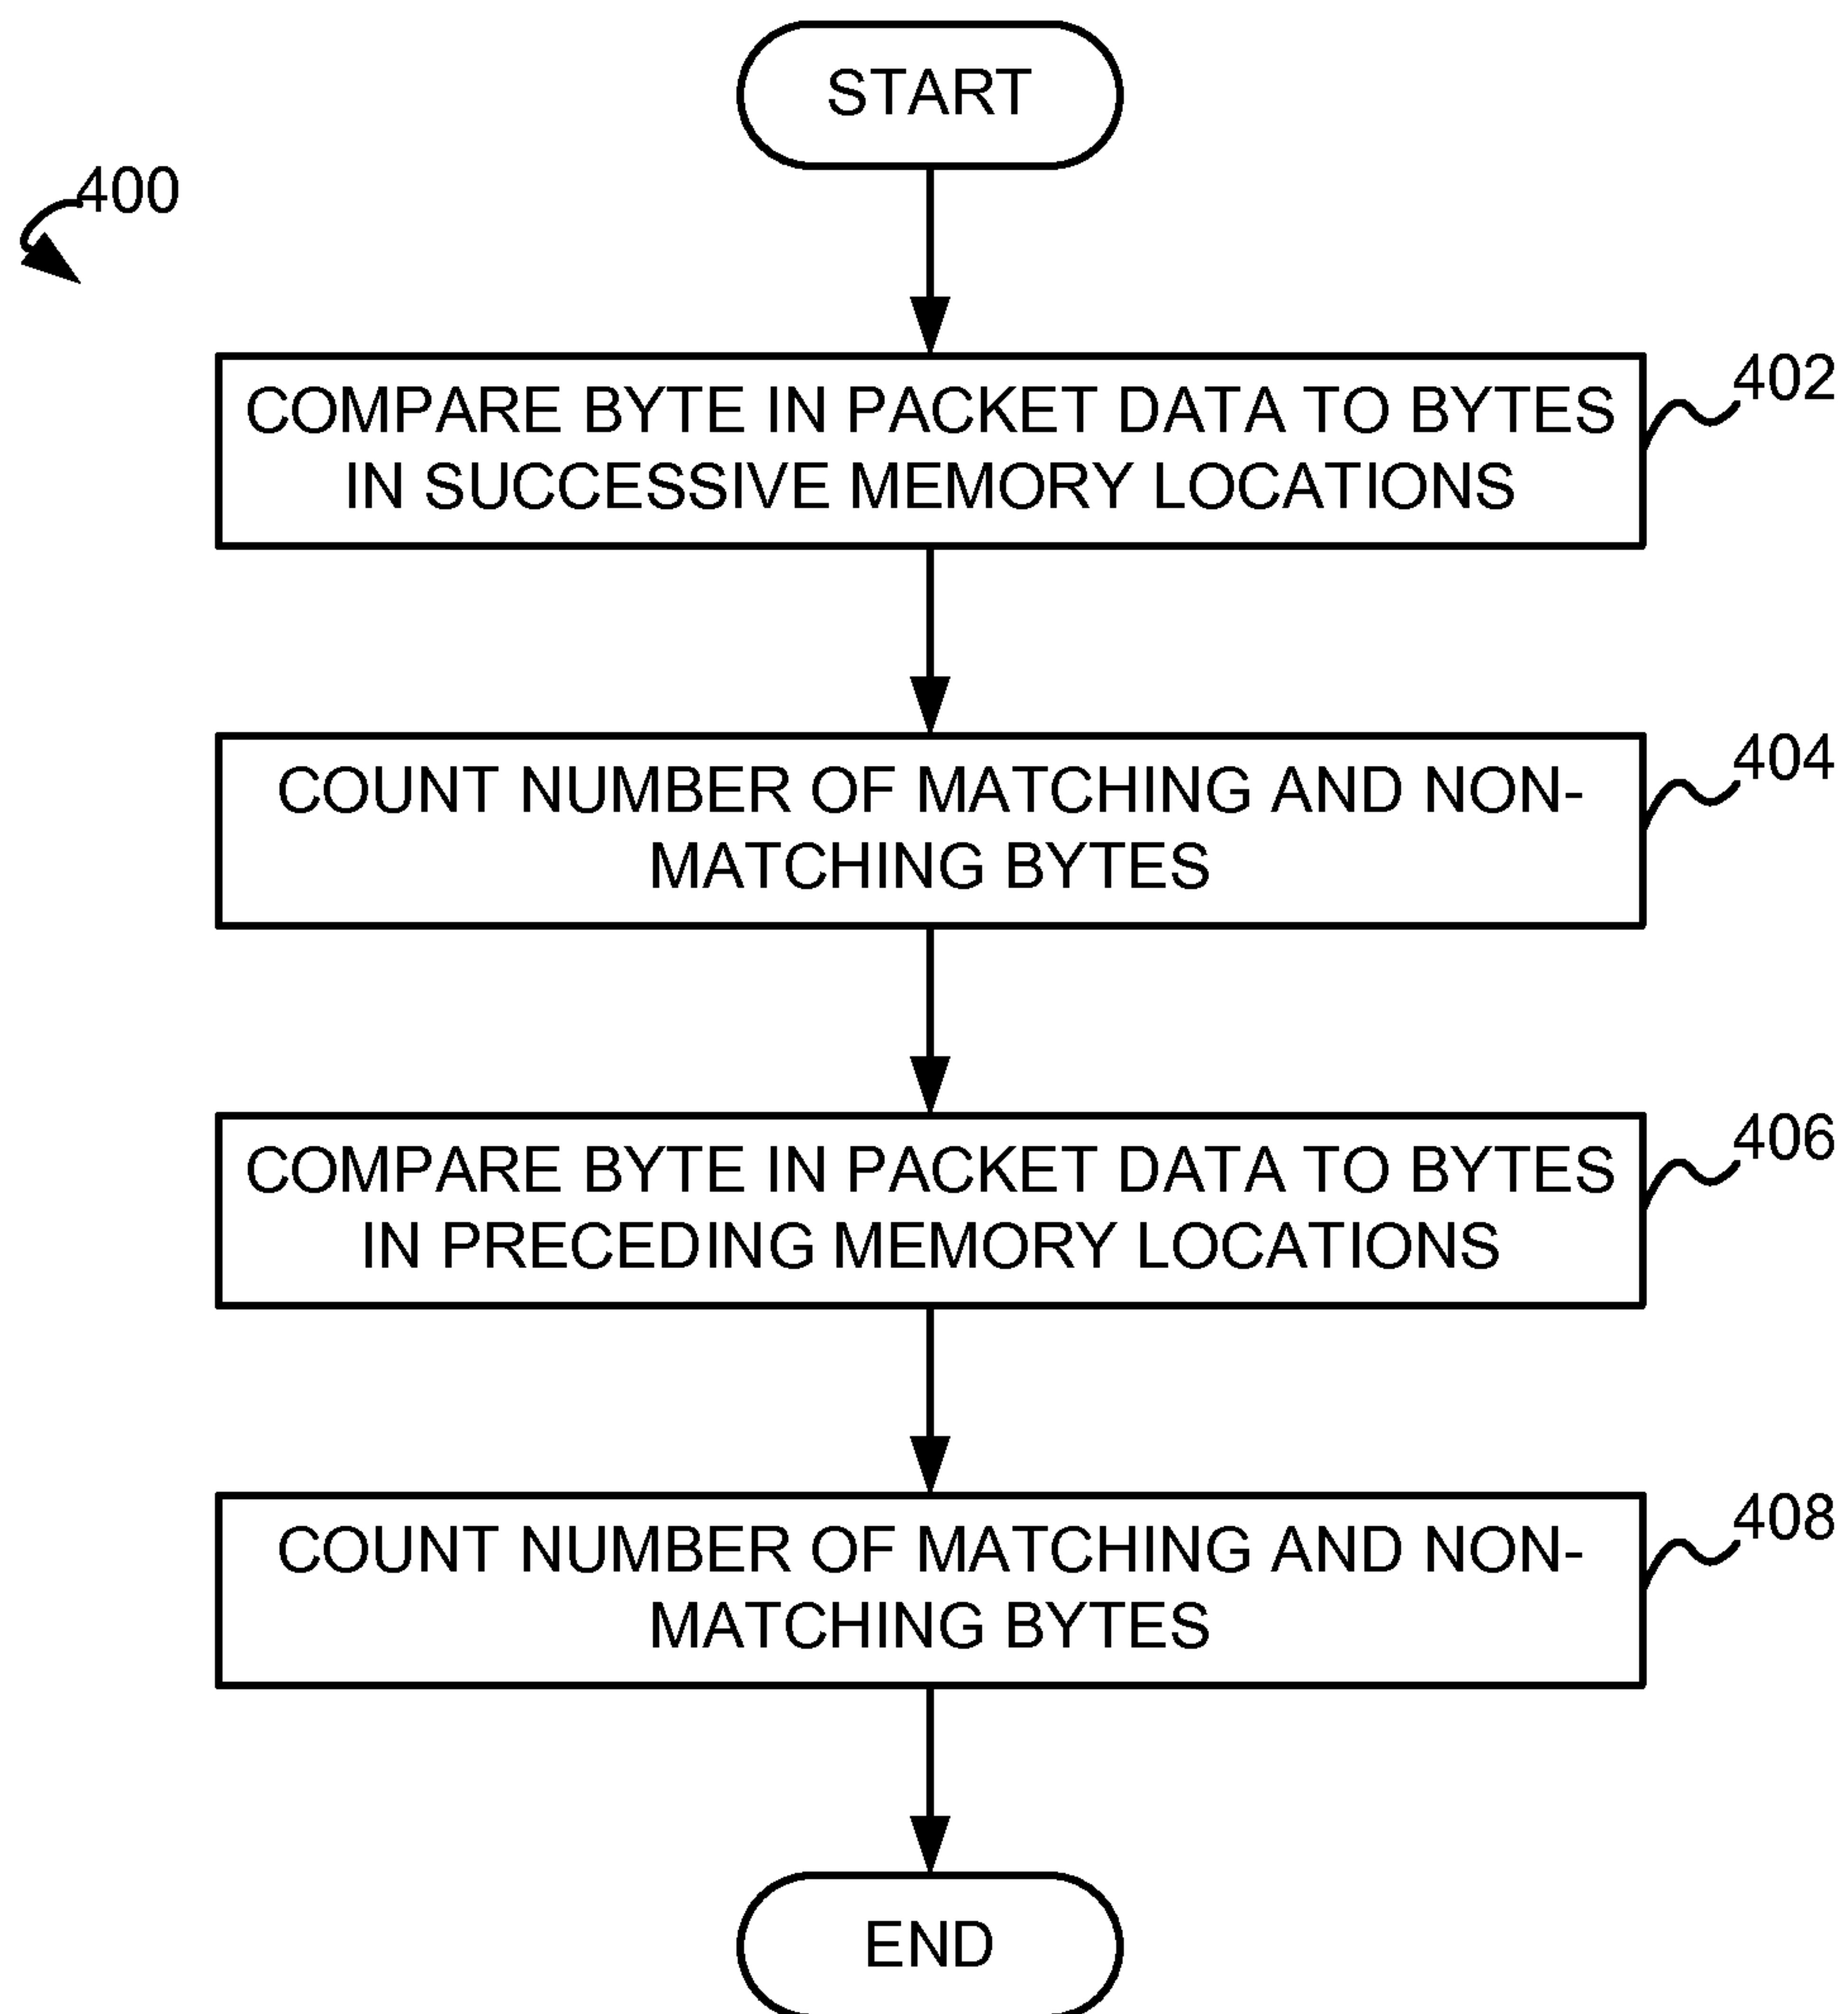 START
400
COMPARE BYTE IN PACKET DATA TO BYTES
IN SUCCESSIVE MEMORY LOCATIONS
402
COUNT NUMBER OF MATCHING AND NON-
MATCHING BYTES
404
COMPARE BYTE IN PACKET DATA TO BYTES
IN PRECEDING MEMORY LOCATIONS
406
COUNT NUMBER OF MATCHING AND NON-
MATCHING BYTES
408
END